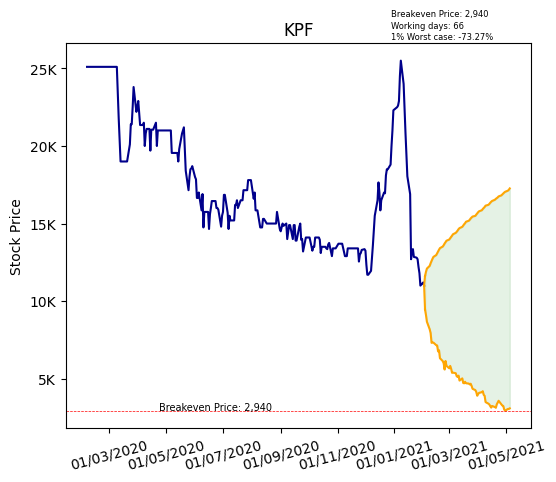 Breakeven Price: 2,940
Working days: 66
1% Worst case: -73.27%
KPF
Stock Price
25K
20K
15K
10K
5K
Breakeven Price: 2,940
01/03/2020 01/05/2020 01/07/2020 01/09/2020 01/11/2020 01/01/2021 01/03/2021 01/05/2021